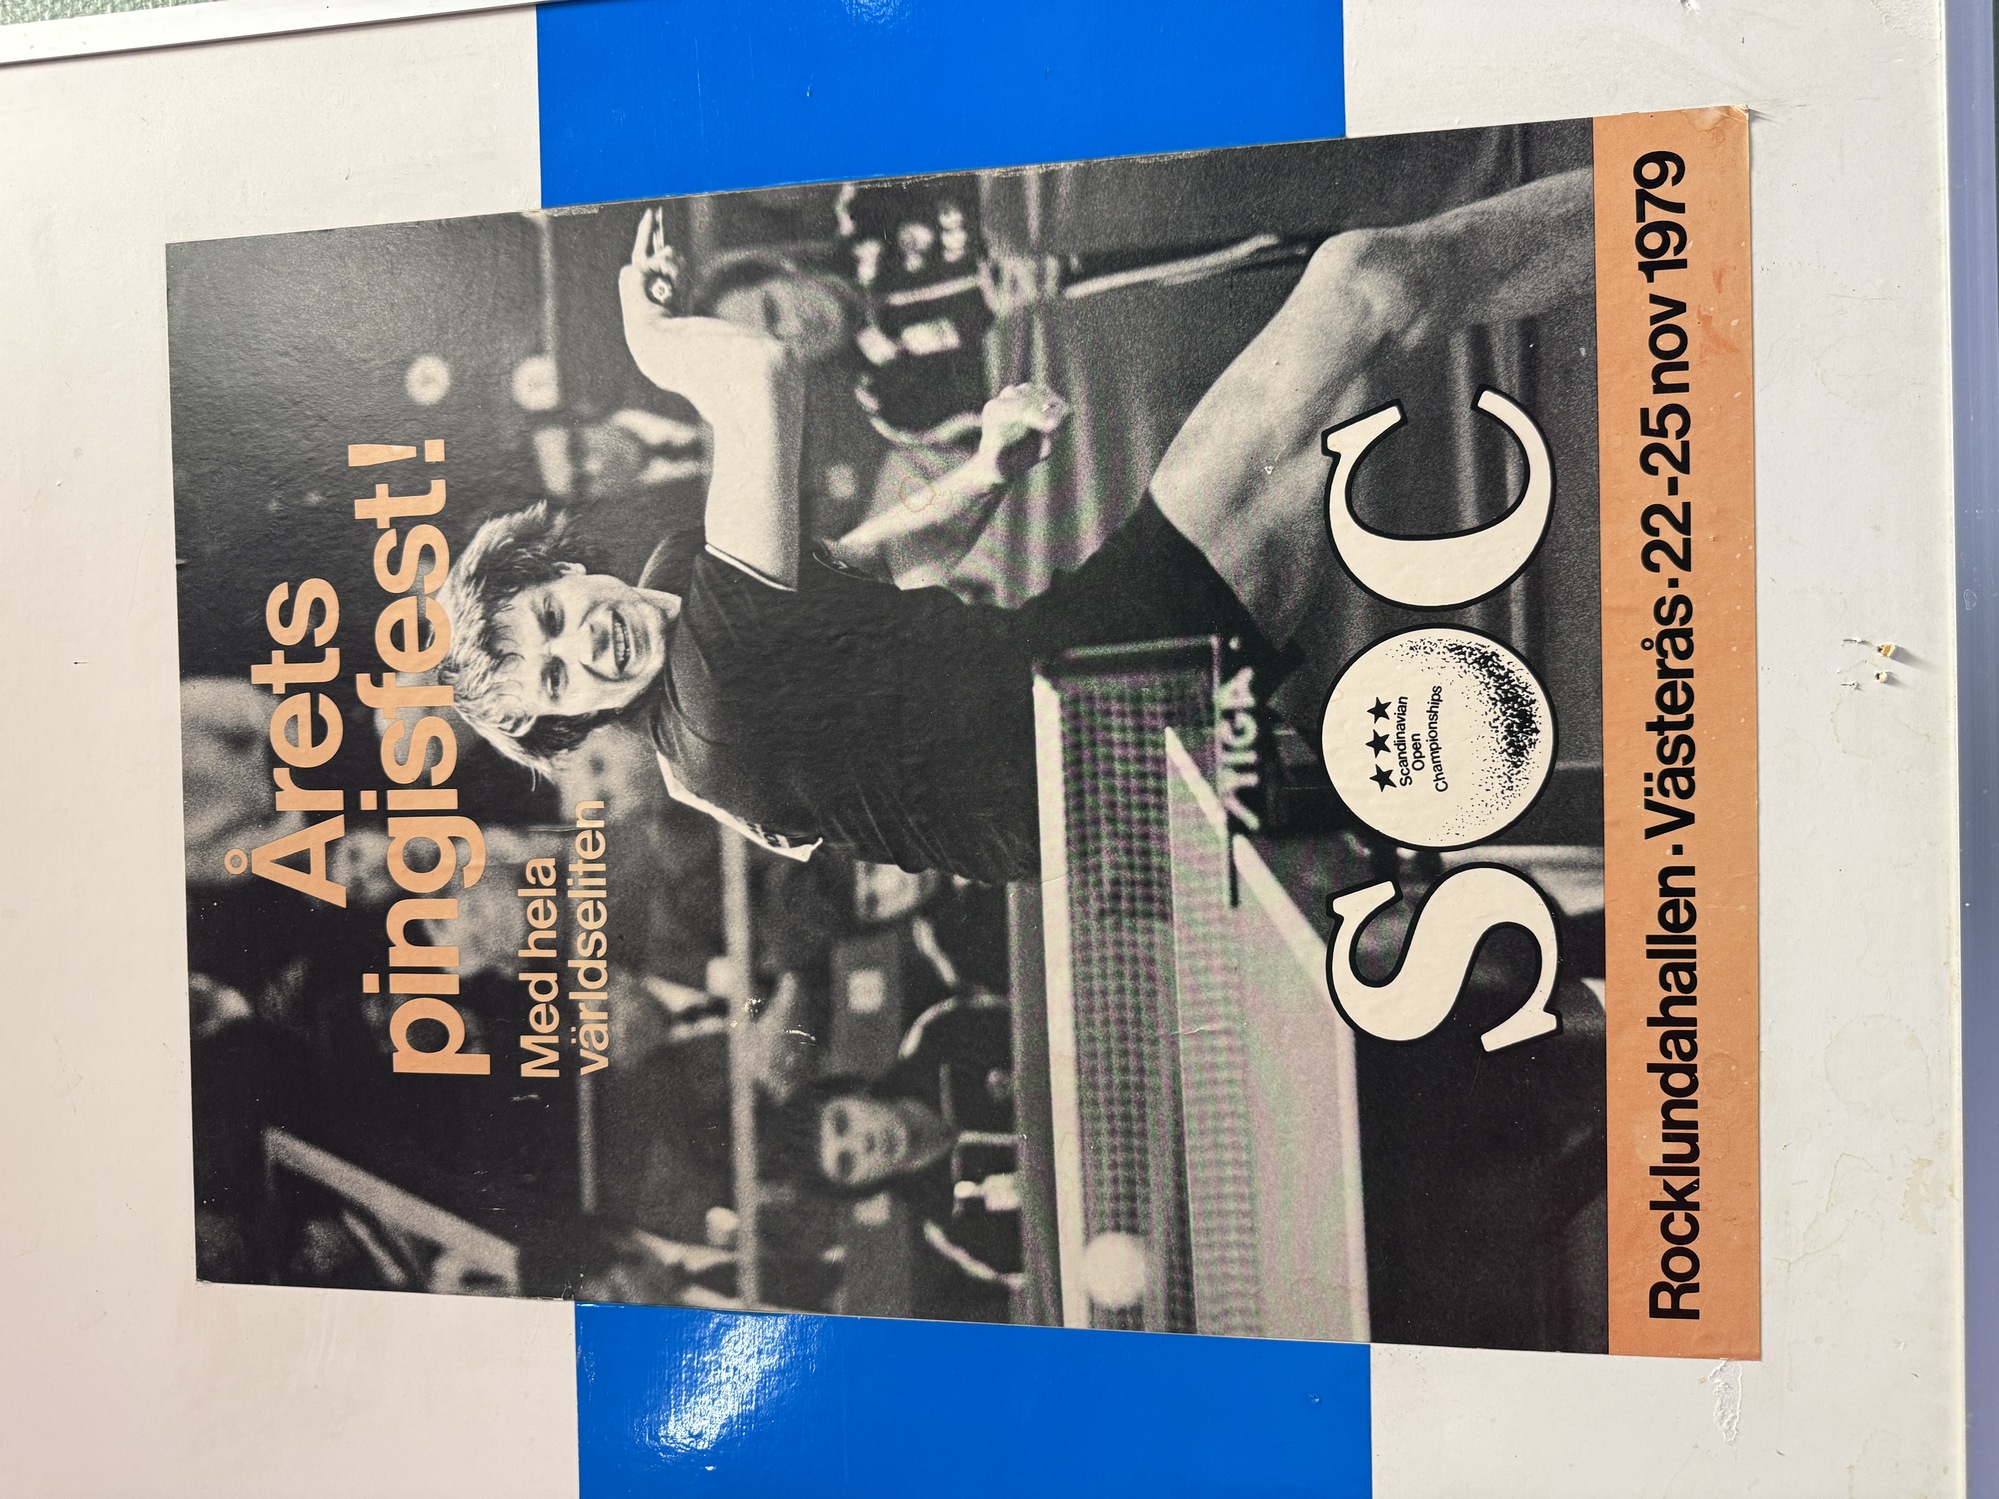 Årets
pingisfest!
Med hela
världseliten
STIGA
SOC
Scandinavian
Open
Championships
Rocklundahallen · Västerås · 22-25 nov 1979